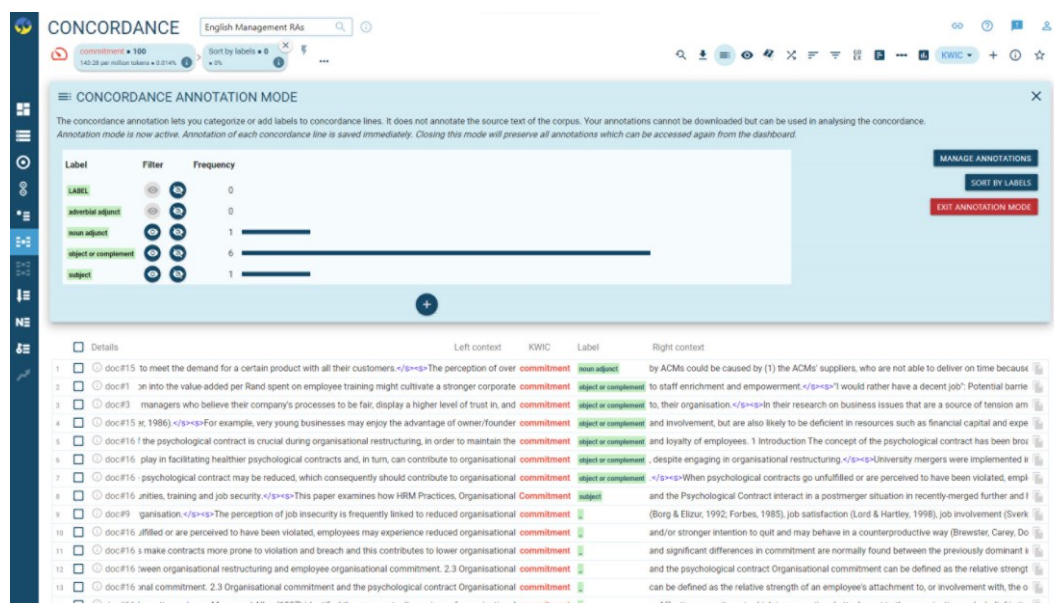 CONCORDANCE English Management RAs
commitment • 100
140.28 per million tokens • 0.014%
Sort by labels • 0
• 0%
KWIC
CONCORDANCE ANNOTATION MODE
The concordance annotation lets you categorize or add labels to concordance lines. It does not annotate the source text of the corpus. Your annotations cannot be downloaded but can be used in analysing the concordance.
Annotation mode is now active. Annotation of each concordance line is saved immediately. Closing this mode will preserve all annotations which can be accessed again from the dashboard.
Label Filter Frequency
LABEL 0
adverbial adjunct 0
noun adjunct 1
object or complement 6
subject 1
MANAGE ANNOTATIONS
SORT BY LABELS
EXIT ANNOTATION MODE
Details Left context KWIC Label Right context
1 doc#15 to meet the demand for a certain product with all their customers.</s><s>The perception of over commitment noun adjunct by ACMs could be caused by (1) the ACMs' suppliers, who are not able to deliver on time because
2 doc#1 on into the value-added per Rand spent on employee training might cultivate a stronger corporate commitment object or complement to staff enrichment and empowerment.</s><s>"I would rather have a decent job": Potential barrie
3 doc#3 managers who believe their company's processes to be fair, display a higher level of trust in, and commitment object or complement to, their organisation.</s><s>In their research on business issues that are a source of tension am
4 doc#15 r, 1986).</s><s>For example, very young businesses may enjoy the advantage of owner/founder commitment object or complement and involvement, but are also likely to be deficient in resources such as financial capital and expe
5 doc#16 f the psychological contract is crucial during organisational restructuring, in order to maintain the commitment object or complement and loyalty of employees. 1 Introduction The concept of the psychological contract has been
6 doc#16 play in facilitating healthier psychological contracts and, in turn, can contribute to organisational commitment object or complement , despite engaging in organisational restructuring.</s><s>University mergers were implemented
7 doc#16 psychological contract may be reduced, which consequently should contribute to organisational commitment object or complement .</s><s>When psychological contracts go unfulfilled or are perceived to have been violated, empl
8 doc#16 unities, training and job security.</s><s>This paper examines how HRM Practices, Organisational Commitment subject and the Psychological Contract interact in a postmerger situation in recently-merged further and
9 doc#9 ganisation.</s><s>The perception of job insecurity is frequently linked to reduced organisational commitment (Borg & Elizur, 1992; Forbes, 1985), job satisfaction (Lord & Hartley, 1998), job involvement (Sverk
10 doc#16 ulfilled or are perceived to have been violated, employees may experience reduced organisational commitment and/or stronger intention to quit and may behave in a counterproductive way (Brewster, Carey, Do
11 doc#16 s make contracts more prone to violation and breach and this contributes to lower organisational commitment and significant differences in commitment are normally found between the previously dominant
12 doc#16 tween organisational restructuring and employee organisational commitment. 2.3 Organisational commitment and the psychological contract Organisational commitment can be defined as the relative strengt
13 doc#16 onal commitment. 2.3 Organisational commitment and the psychological contract Organisational commitment can be defined as the relative strength of an employee's attachment to, or involvement with, the o